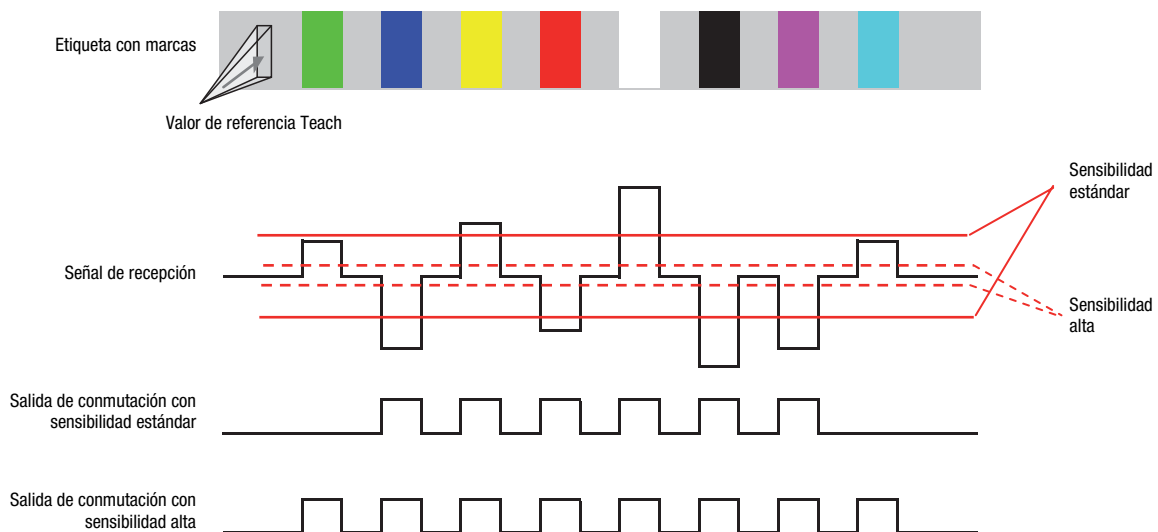 Etiqueta con marcas
Valor de referencia Teach
Sensibilidad
estándar
Señal de recepción
Sensibilidad
alta
Salida de conmutación con
sensibilidad estándar
Salida de conmutación con
sensibilidad alta